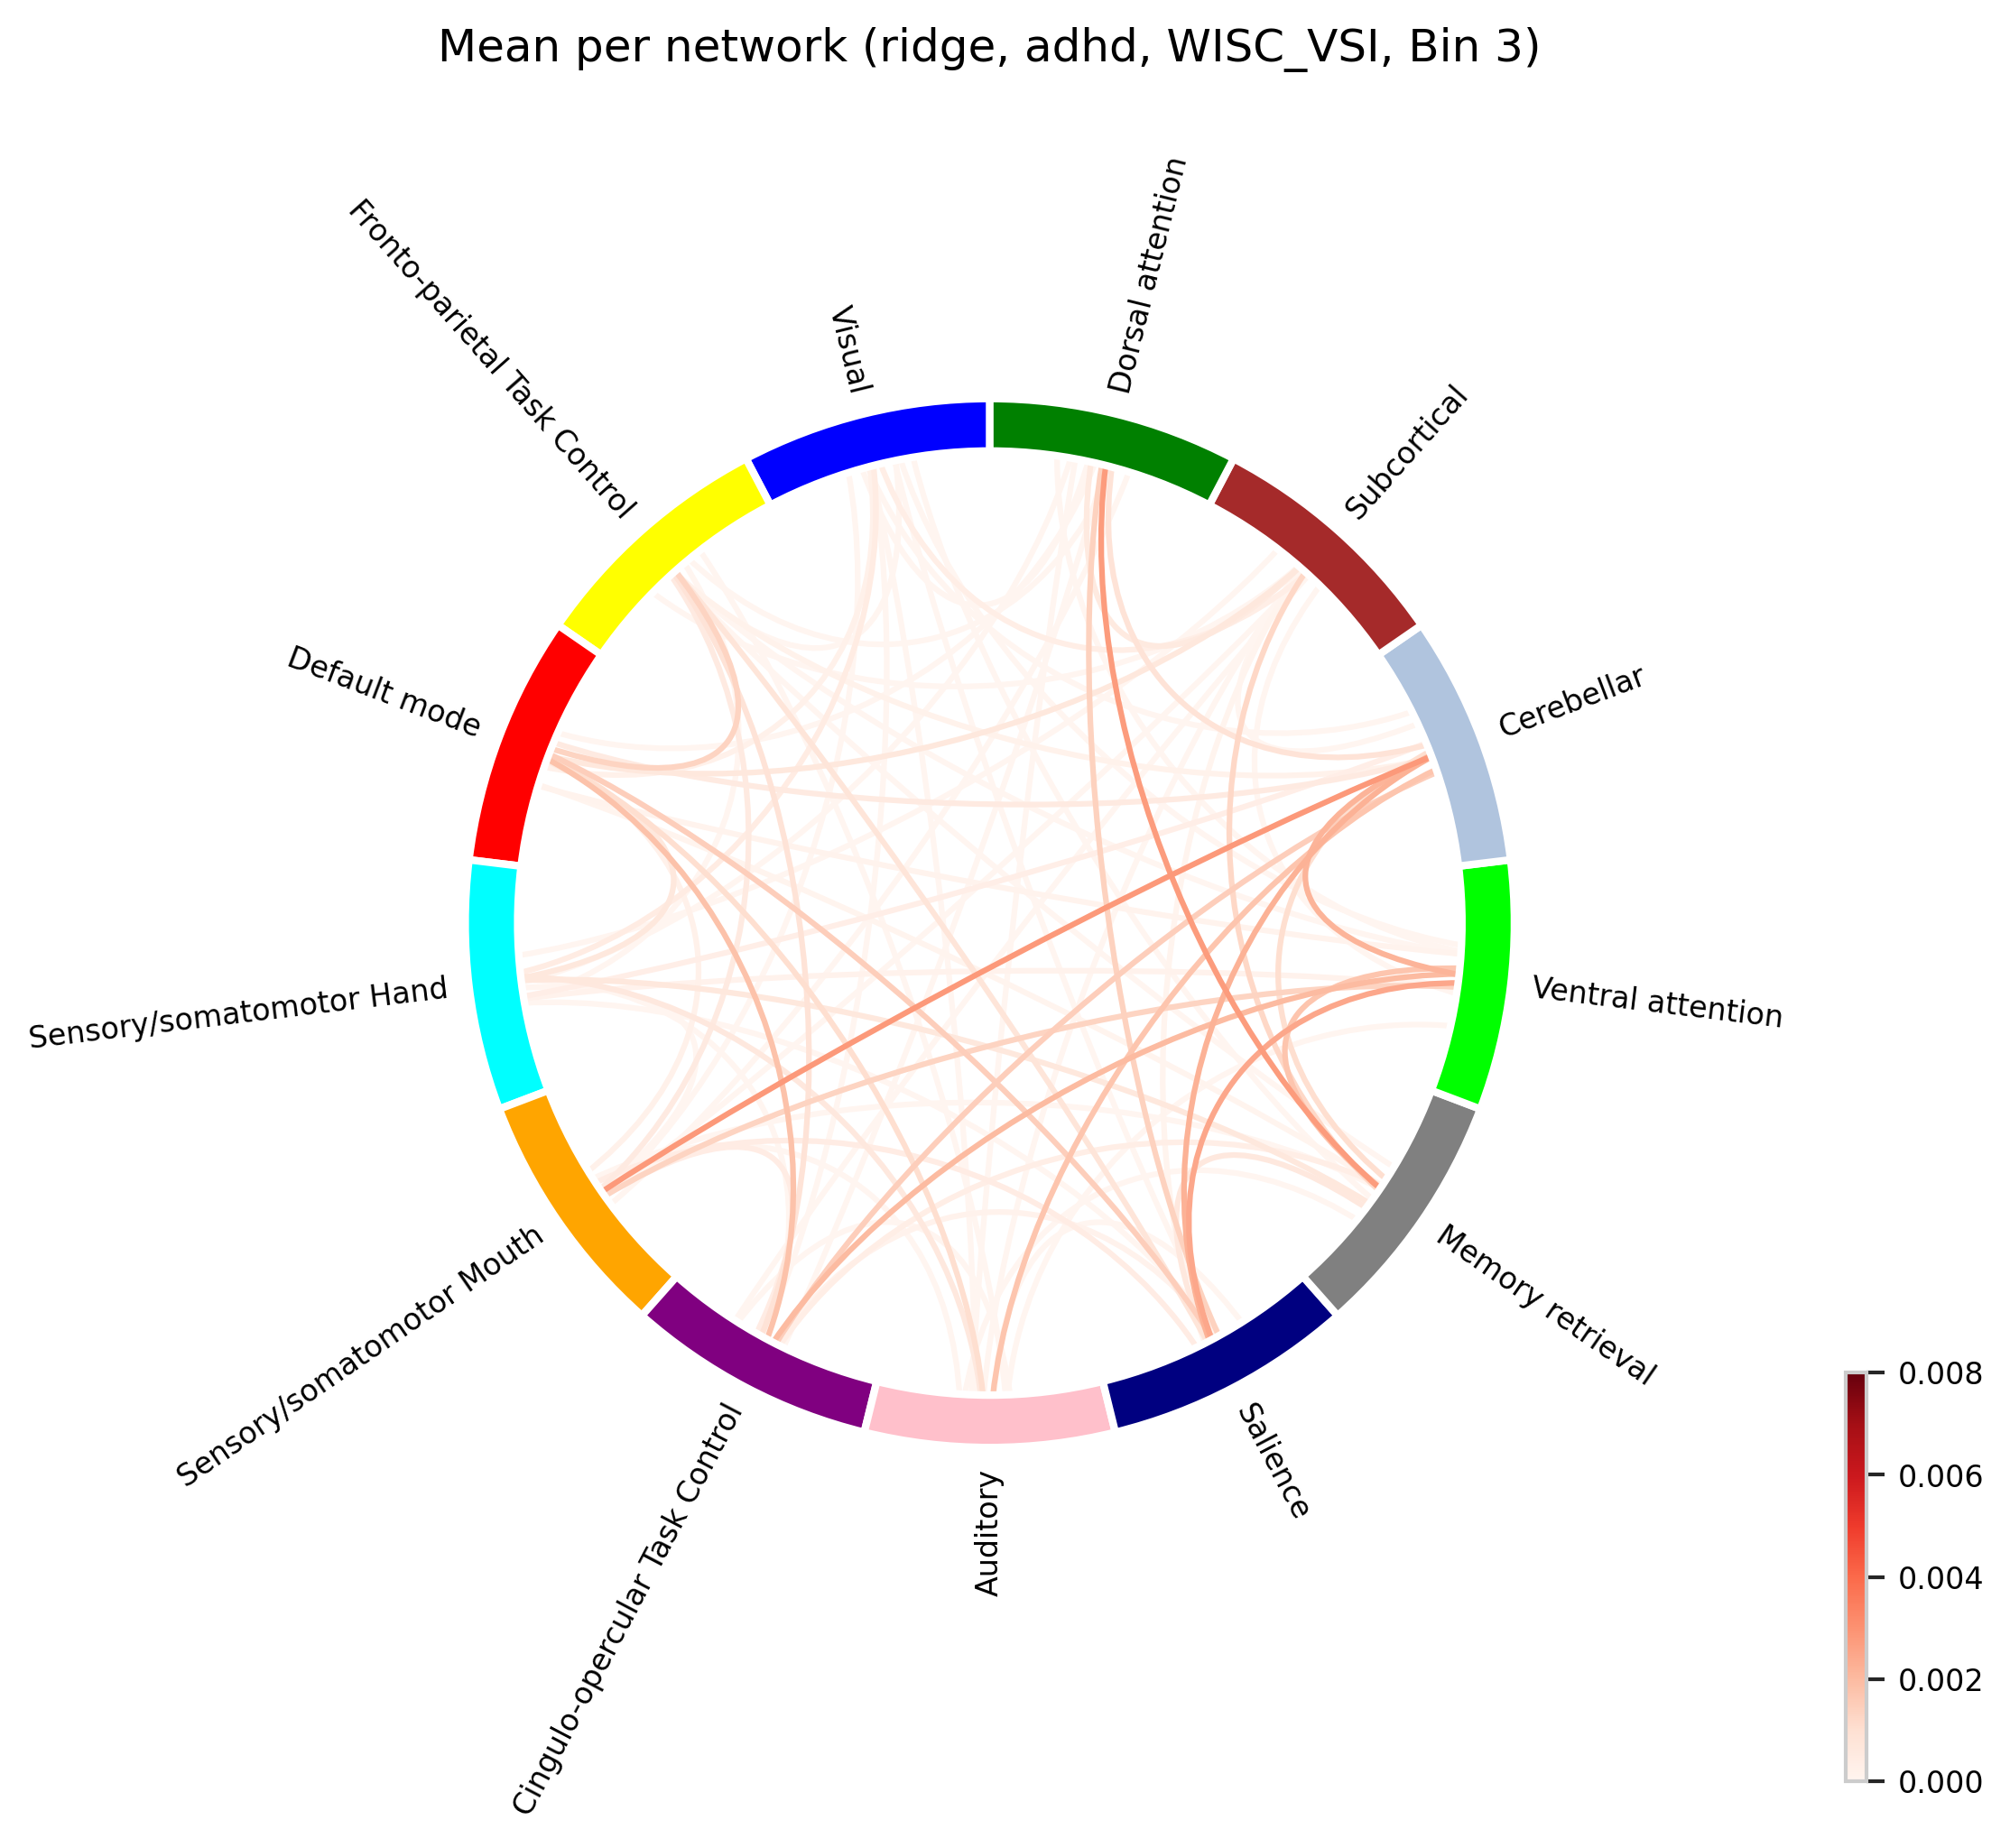 Mean per network (ridge, adhd, WISC_VSI, Bin 3)
Dorsal attention
Fronto-parietal Task Control
Visual
Subcortical
Default mode
Cerebellar
Sensory/somatomotor Hand
Ventral attention
Sensory/somatomotor Mouth
Memory retrieval
Cingulo-opercular Task Control
Auditory
Salience
0.008
0.006
0.004
0.002
0.000